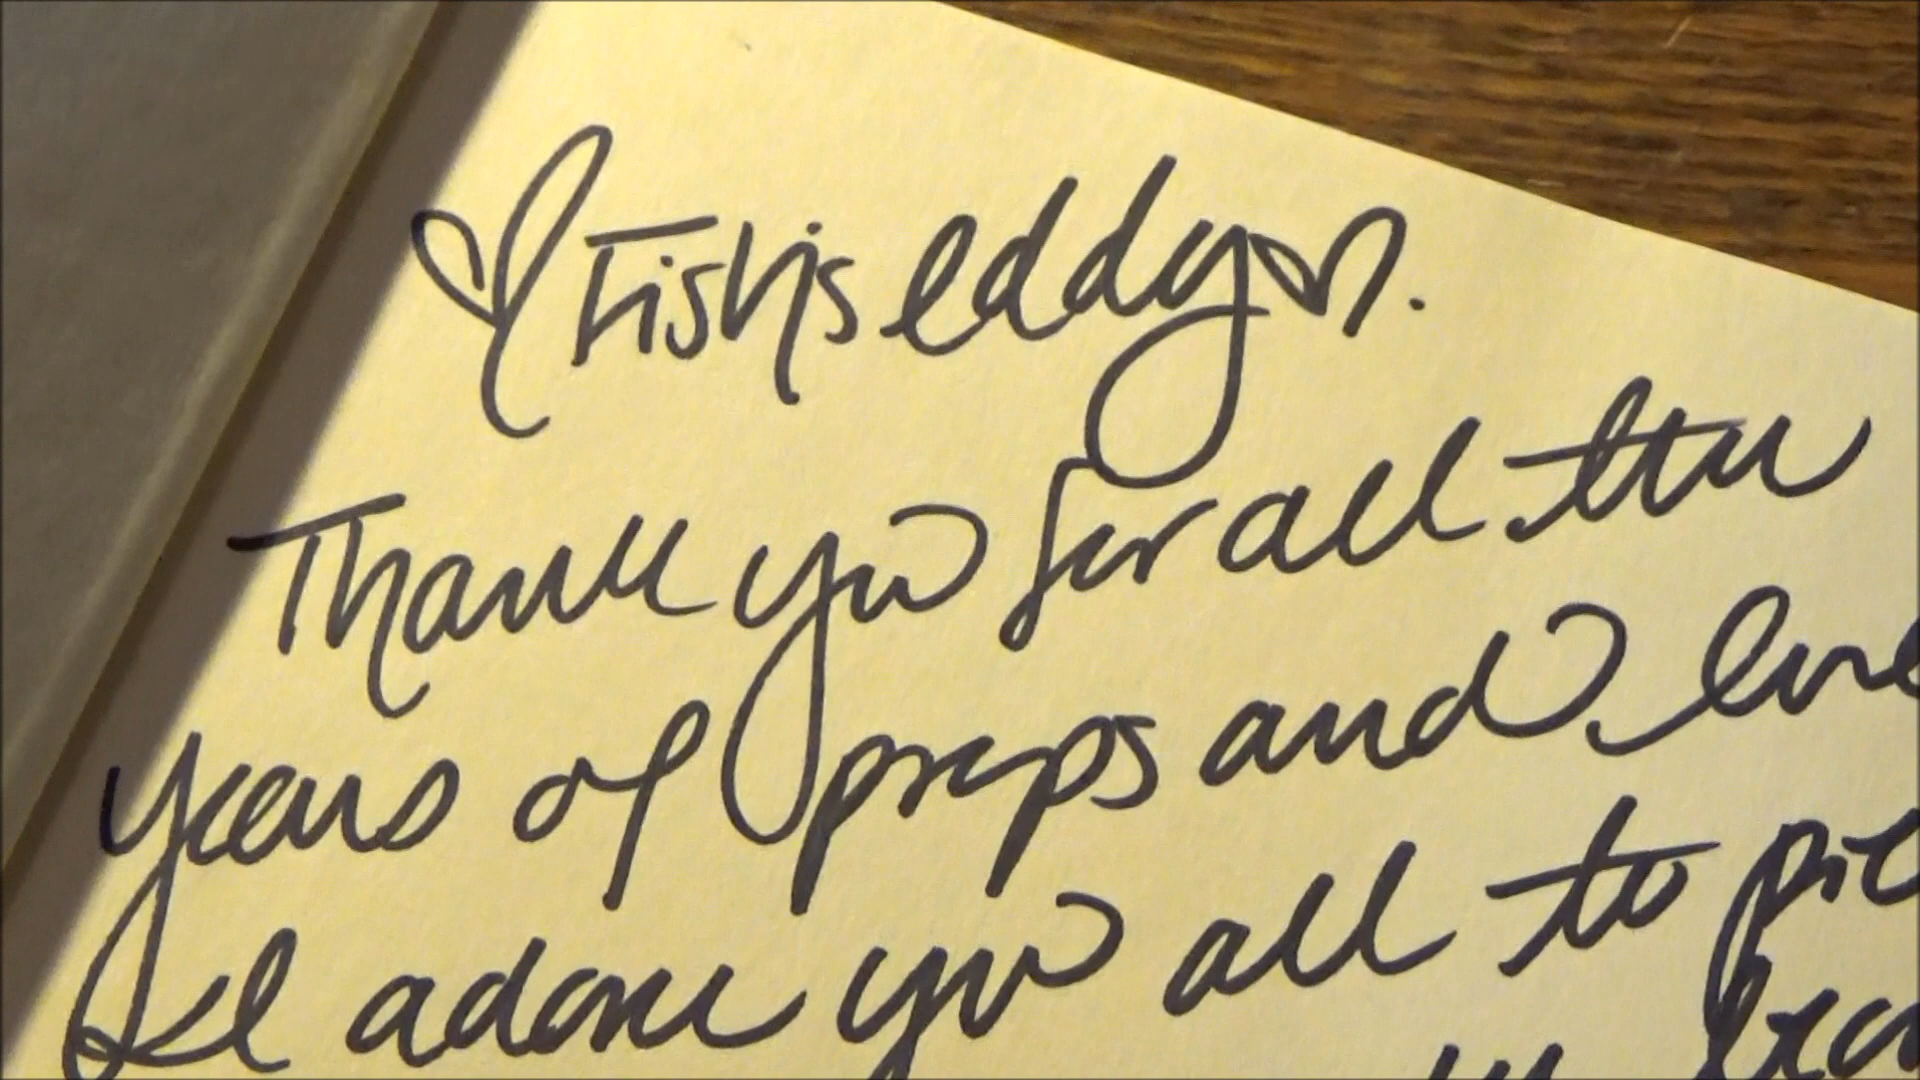 ♡ Fishs eddy ♡.
Thank you for all the
years of props and love
I adore you all to